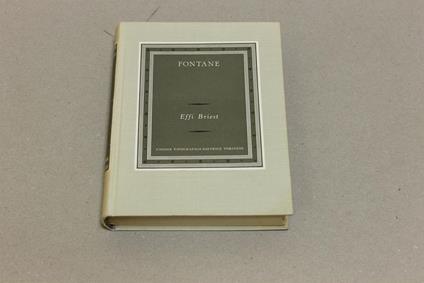 FONTANE
Effi Briest
UNIONE TIPOGRAFICO-EDITRICE TORINESE